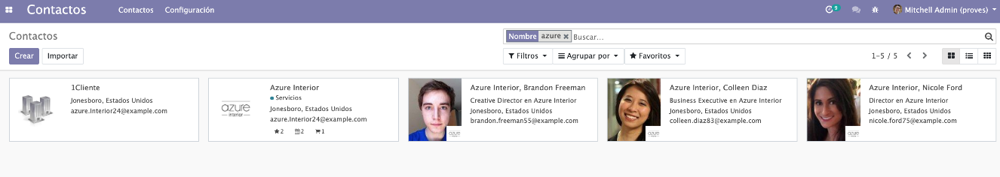 Contactos Contactos Configuración 9 Mitchell Admin (proves)
Contactos
Nombre azure x Buscar...
Crear Importar Filtros Agrupar por Favoritos 1-5 / 5
1Cliente
Jonesboro, Estados Unidos
azure.Interior24@example.com
azure
interior
Azure Interior
Servicios
Jonesboro, Estados Unidos
azure.Interior24@example.com
2 2 1
azure
Azure Interior, Brandon Freeman
Creative Director en Azure Interior
Jonesboro, Estados Unidos
brandon.freeman55@example.com
azure
Azure Interior, Colleen Diaz
Business Executive en Azure Interior
Jonesboro, Estados Unidos
colleen.diaz83@example.com
azure
Azure Interior, Nicole Ford
Director en Azure Interior
Jonesboro, Estados Unidos
nicole.ford75@example.com